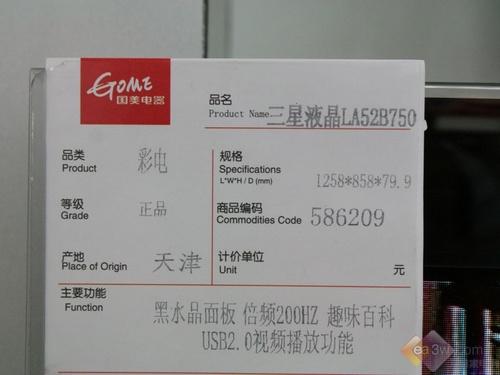 GOME
国美电器
品名
Product Name 三星液晶LA52B750
品类 彩电
Product
规格
Specifications
L*W*H / D (mm) 1258*858*79.9
等级 正品
Grade
商品编码
Commodities Code 586209
产地 天津
Place of Origin
计价单位 元
Unit
主要功能
Function
黑水晶面板 倍频200HZ 趣味百科
USB2.0视频播放功能